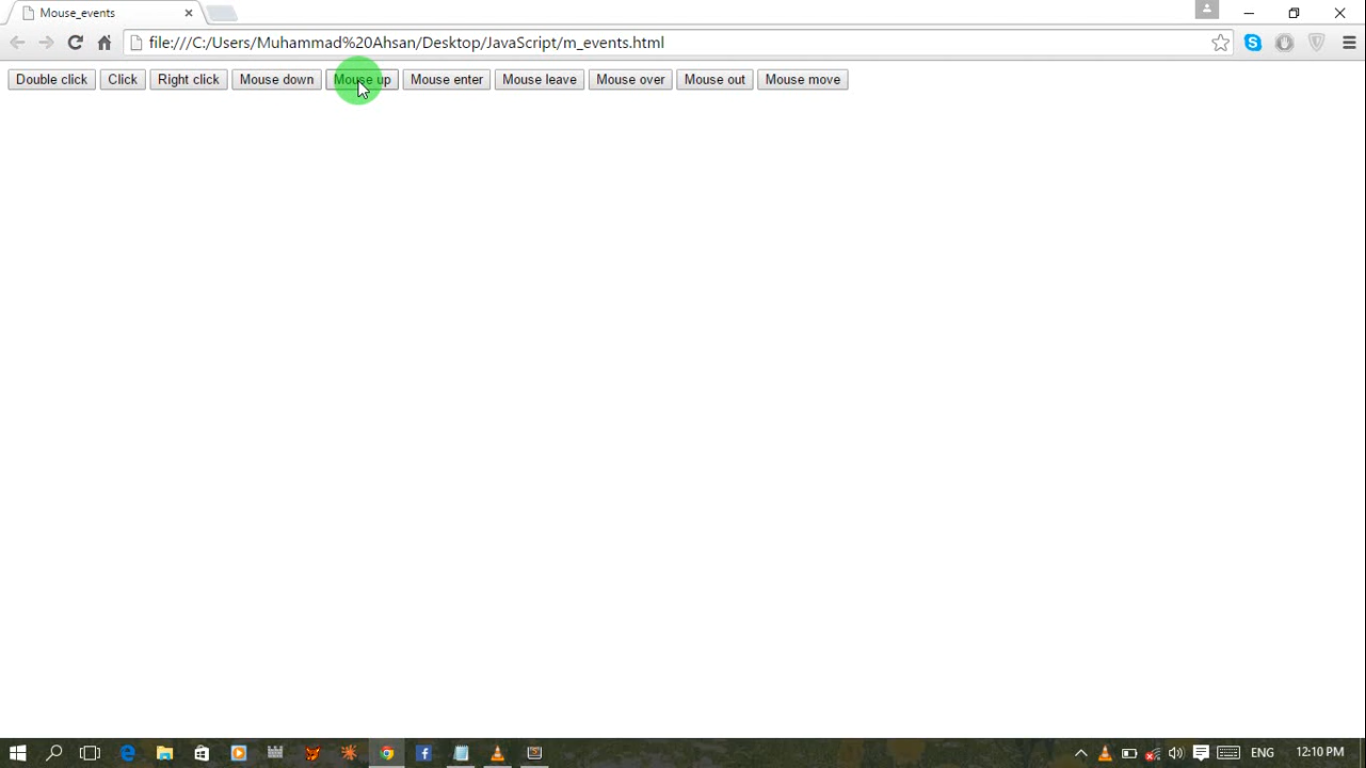 Mouse_events
file:///C:/Users/Muhammad%20Ahsan/Desktop/JavaScript/m_events.html
Double click Click Right click Mouse down Mouse up Mouse enter Mouse leave Mouse over Mouse out Mouse move
ENG 12:10 PM